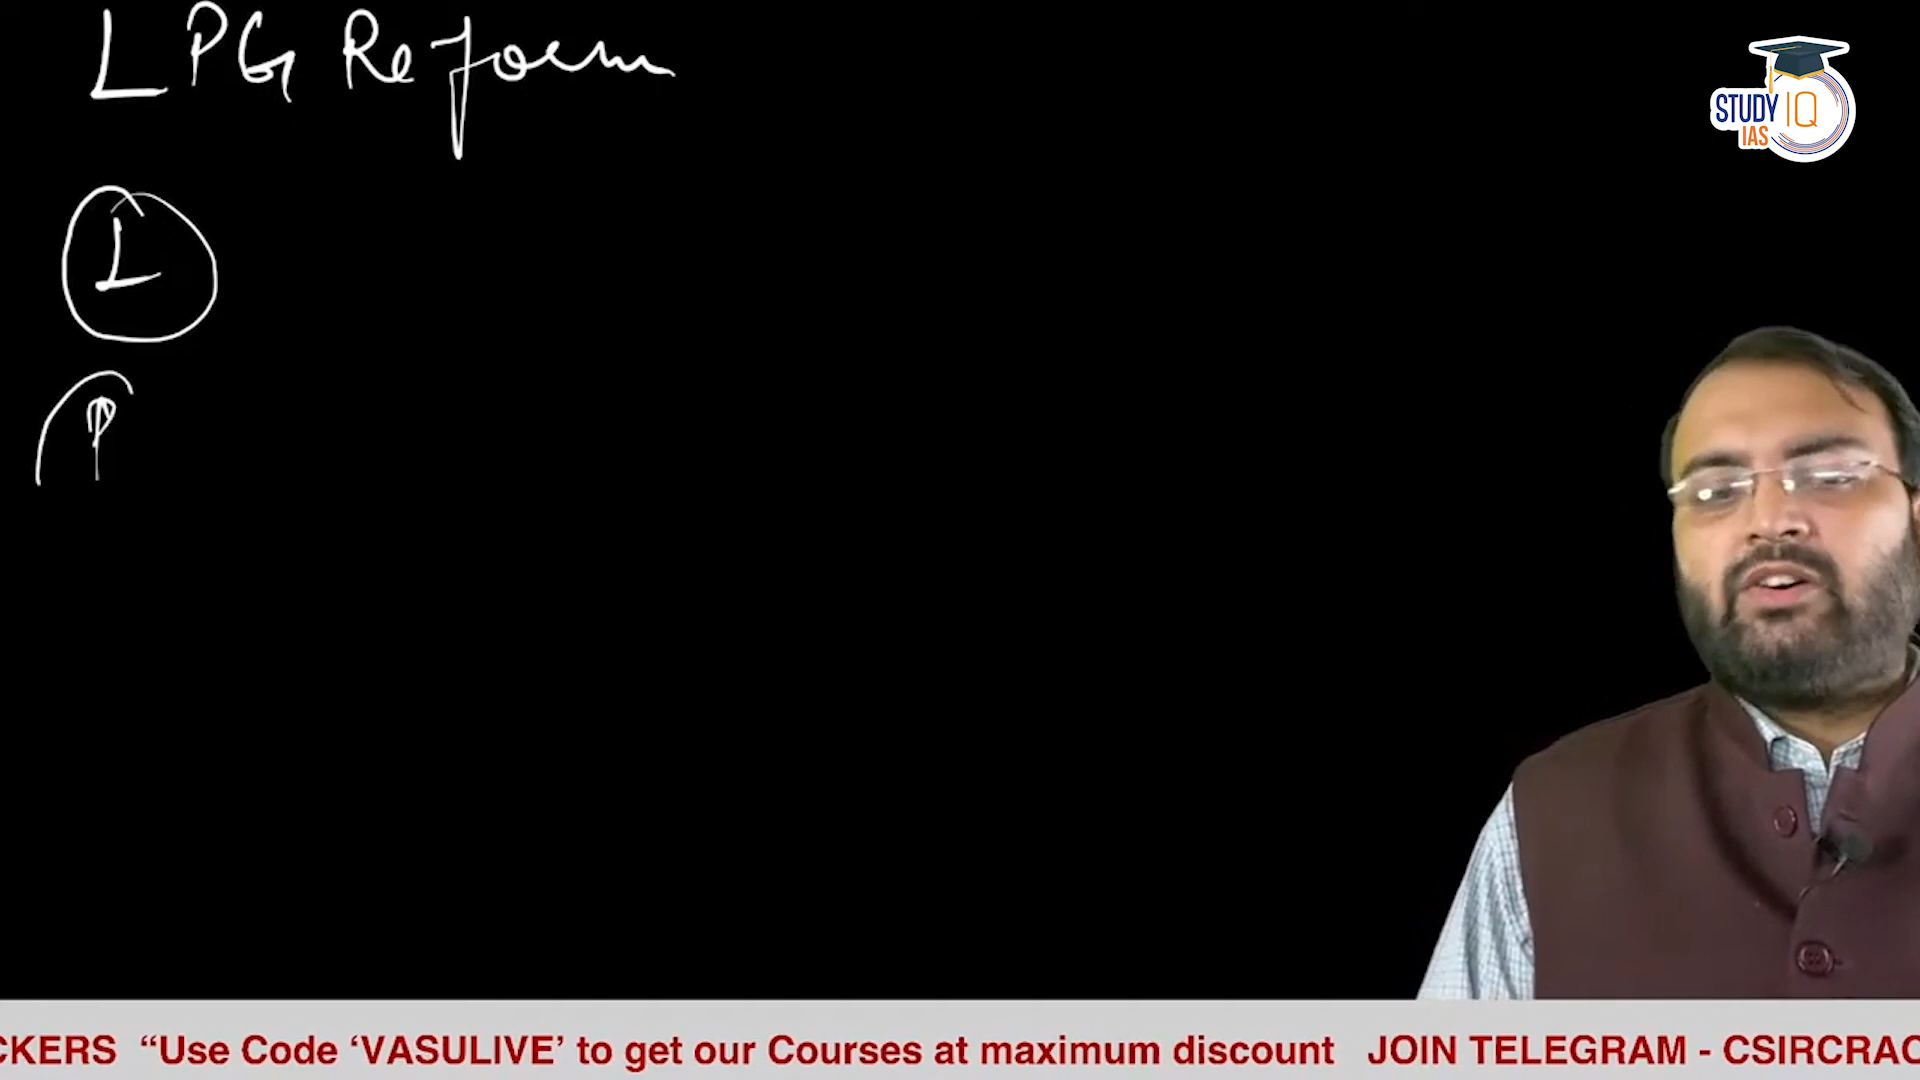 LPG Reform
STUDY IQ
IAS
L
P
CKERS “Use Code ‘VASULIVE’ to get our Courses at maximum discount JOIN TELEGRAM - CSIRCRAC